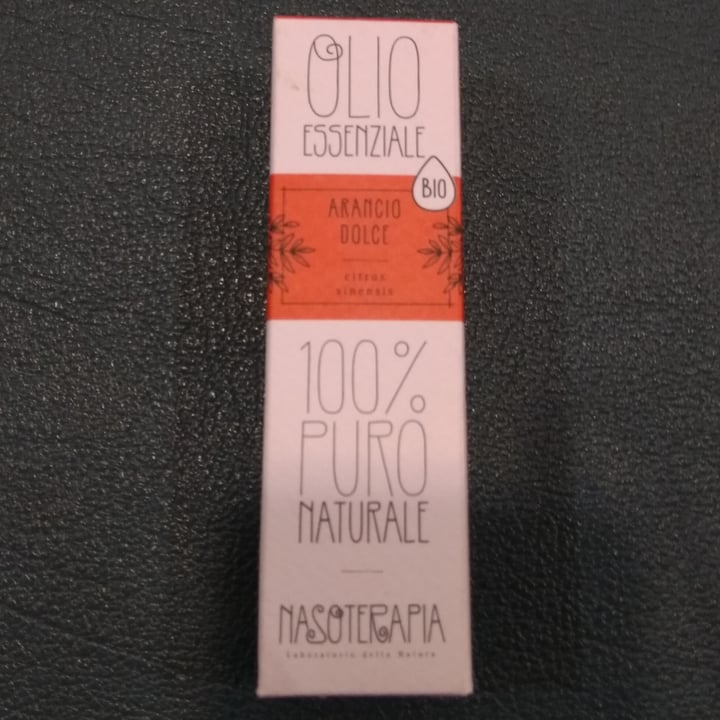 OLIO
ESSENZIALE
BIO
ARANCIO
DOLCE
citrus
sinensis
100%
PURO
NATURALE
NASOTERAPIA
Laboratorio della Natura